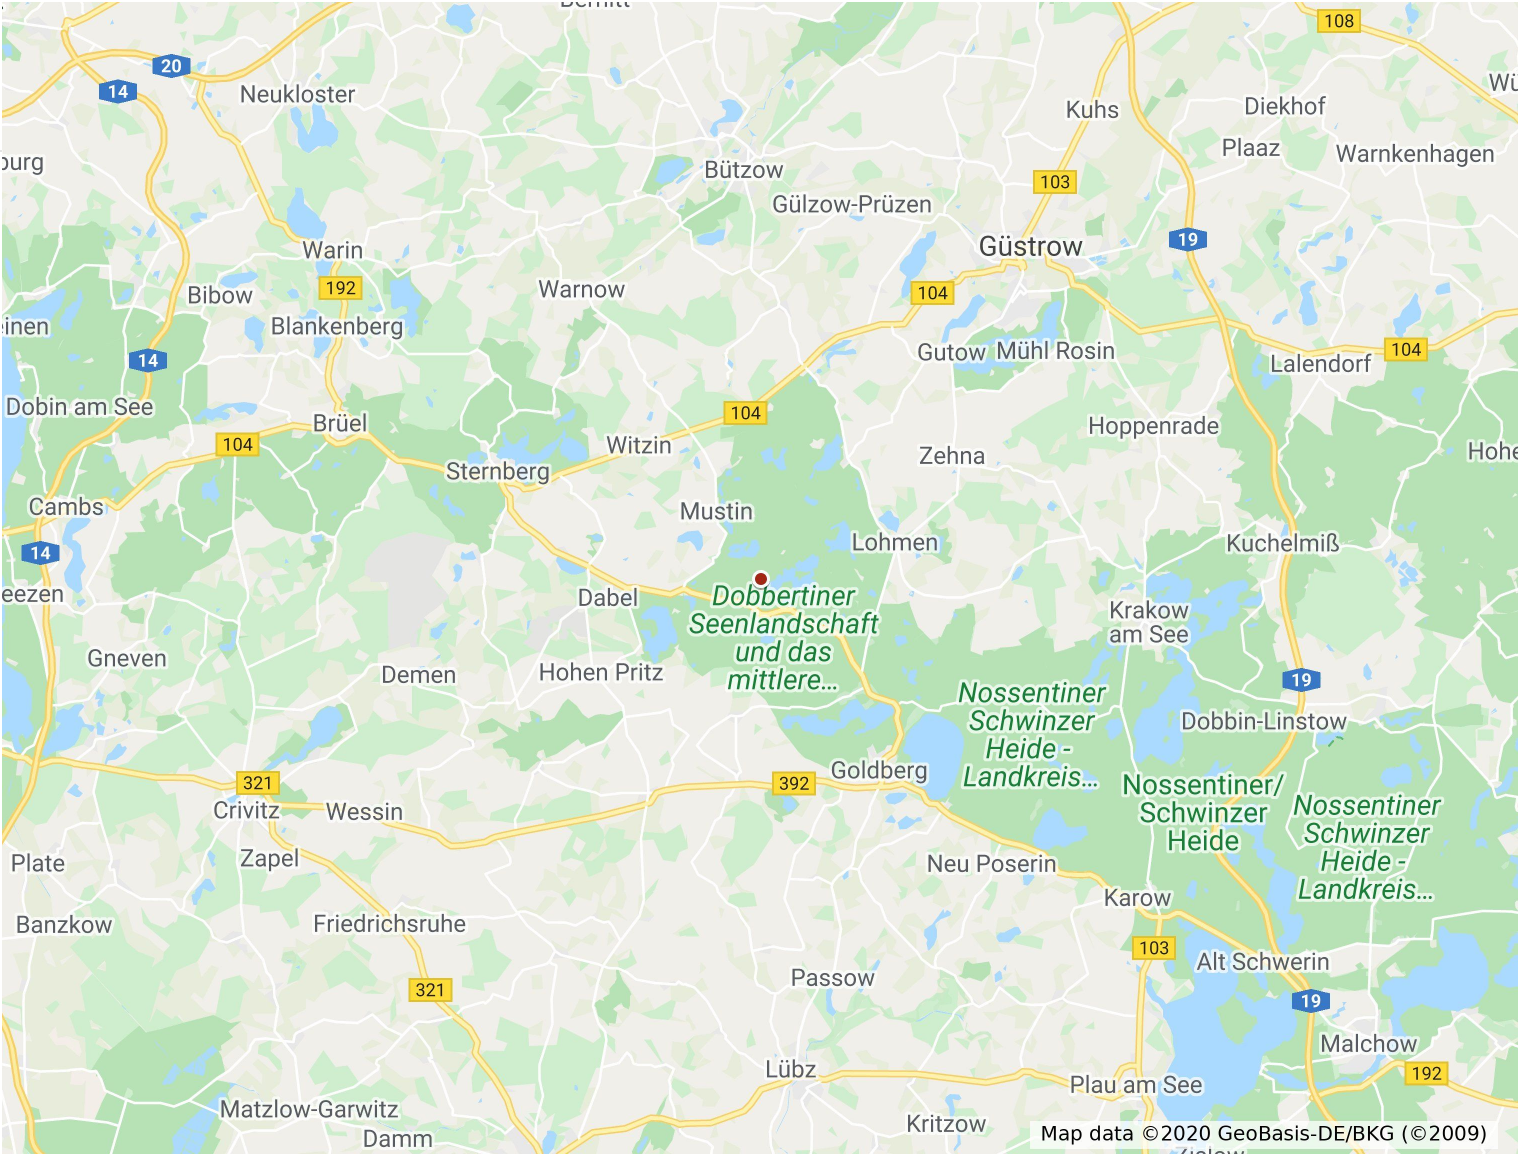 108
20
14
Neukloster
Kuhs
Diekhof
Plaaz
Warnkenhagen
burg
Bützow
103
Gülzow-Prüzen
Güstrow
19
Warin
192
Bibow
Warnow
104
Blankenberg
14
Gutow
Mühl Rosin
104
Lalendorf
Dobin am See
104
Brüel
Hoppenrade
104
Witzin
Zehna
Sternberg
Cambs
Mustin
14
Lohmen
Kuchelmiß
eezen
Dabel
Dobbertiner
Seenlandschaft
und das
mittlere...
Krakow
am See
Gneven
Demen
Hohen Pritz
19
Nossentiner
Schwinzer
Heide -
Landkreis...
Dobbin-Linstow
321
392
Goldberg
Nossentiner/
Schwinzer
Heide
Crivitz
Wessin
Nossentiner
Schwinzer
Heide -
Landkreis...
Plate
Zapel
Neu Poserin
Karow
Banzkow
Friedrichsruhe
103
Alt Schwerin
321
Passow
19
Malchow
Lübz
Plau am See
192
Matzlow-Garwitz
Damm
Kritzow
Map data ©2020 GeoBasis-DE/BKG (©2009)